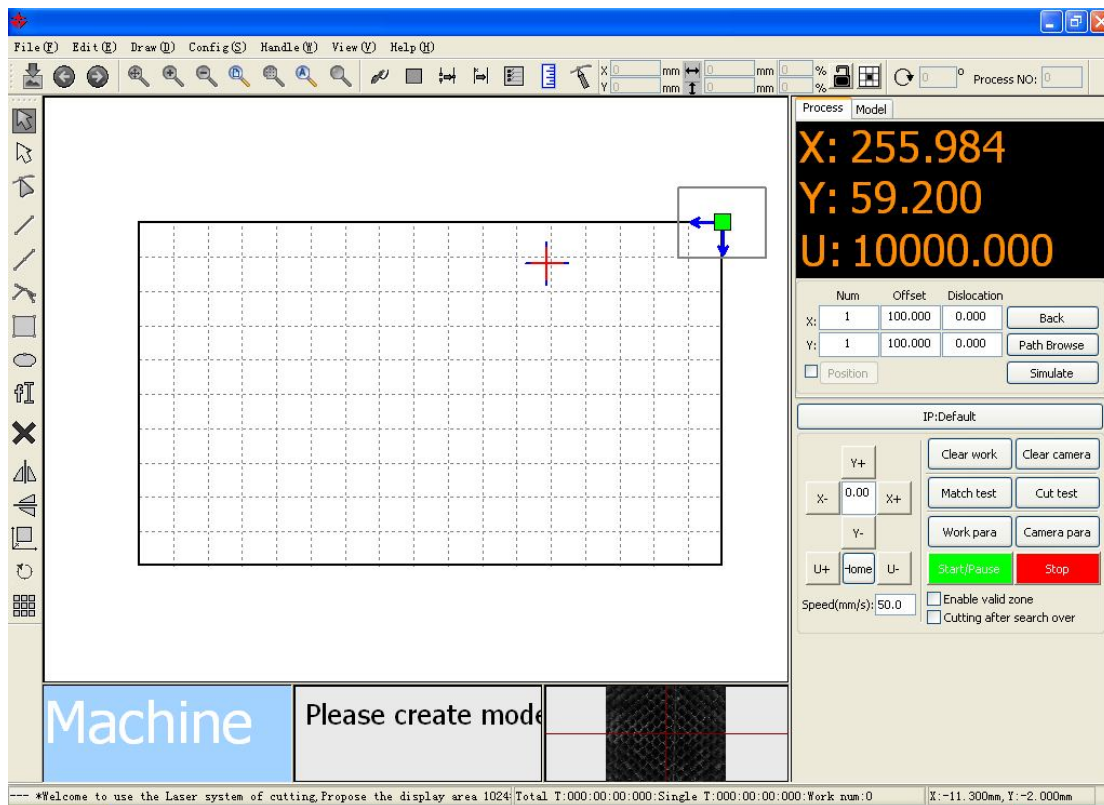 File(F) Edit(E) Draw(D) Config(S) Handle(W) View(V) Help(H)
X 0 mm 0 mm 0 %
Y 0 mm 0 mm 0 %
0 ° Process NO: 0
Process Model
X: 255.984
Y: 59.200
U: 10000.000
Num Offset Dislocation
X: 1 100.000 0.000 Back
Y: 1 100.000 0.000 Path Browse
Position Simulate
IP:Default
Y+ Clear work Clear camera
X- 0.00 X+ Match test Cut test
Y- Work para Camera para
U+ Home U- Start/Pause Stop
Speed(mm/s): 50.0 Enable valid zone
Cutting after search over
Machine
Please create mode
--- *Welcome to use the Laser system of cutting,Propose the display area 1024 Total T:000:00:00:000:Single T:000:00:00:000:Work num:0 X:-11.300mm,Y:-2.000mm